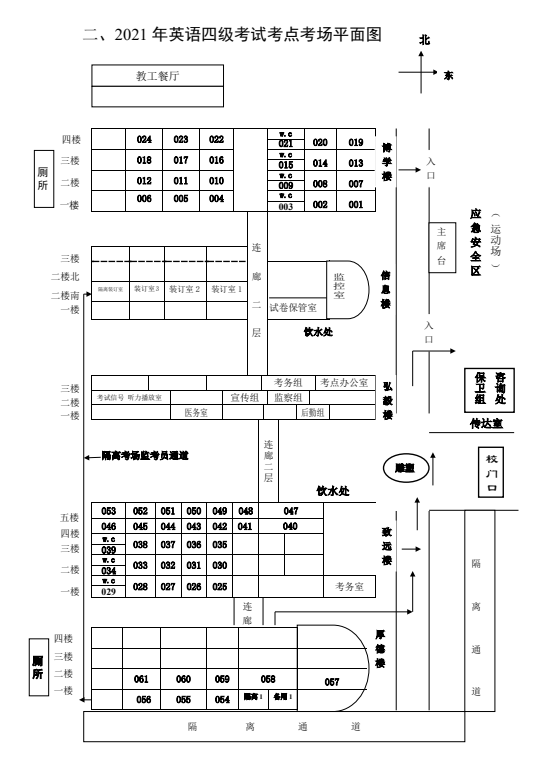 二、2021 年英语四级考试考点考场平面图
北
东
教工餐厅
厕所
四楼 024 023 022 w.c 021 020 019
三楼 018 017 016 w.c 015 014 013
二楼 012 011 010 w.c 009 008 007
一楼 006 005 004 w.c 003 002 001
博学楼
入口
主席台
应急安全区
（运动场）
连廊二层
三楼
二楼北
二楼南 隔离装订室 装订室3 装订室 2 装订室 1
一楼 试卷保管室
监控室
信息楼
饮水处
入口
三楼 考务组 考点办公室
二楼 考试信号 听力播放室 宣传组 监察组
一楼 医务室 后勤组
弘毅楼
保卫组
咨询处
传达室
隔离考场监考员通道
连廊二层
雕塑
校门口
饮水处
五楼 053 052 051 050 049 048 047
四楼 046 045 044 043 042 041 040
三楼 w.c 039 038 037 036 035
二楼 w.c 034 033 032 031 030
一楼 w.c 029 028 027 026 025 考务室
致远楼
连廊
隔离通道
厕所
四楼
三楼
二楼 061 060 059 058 057
一楼 056 055 054 隔离 1 备用 1
厚德楼
隔离通道